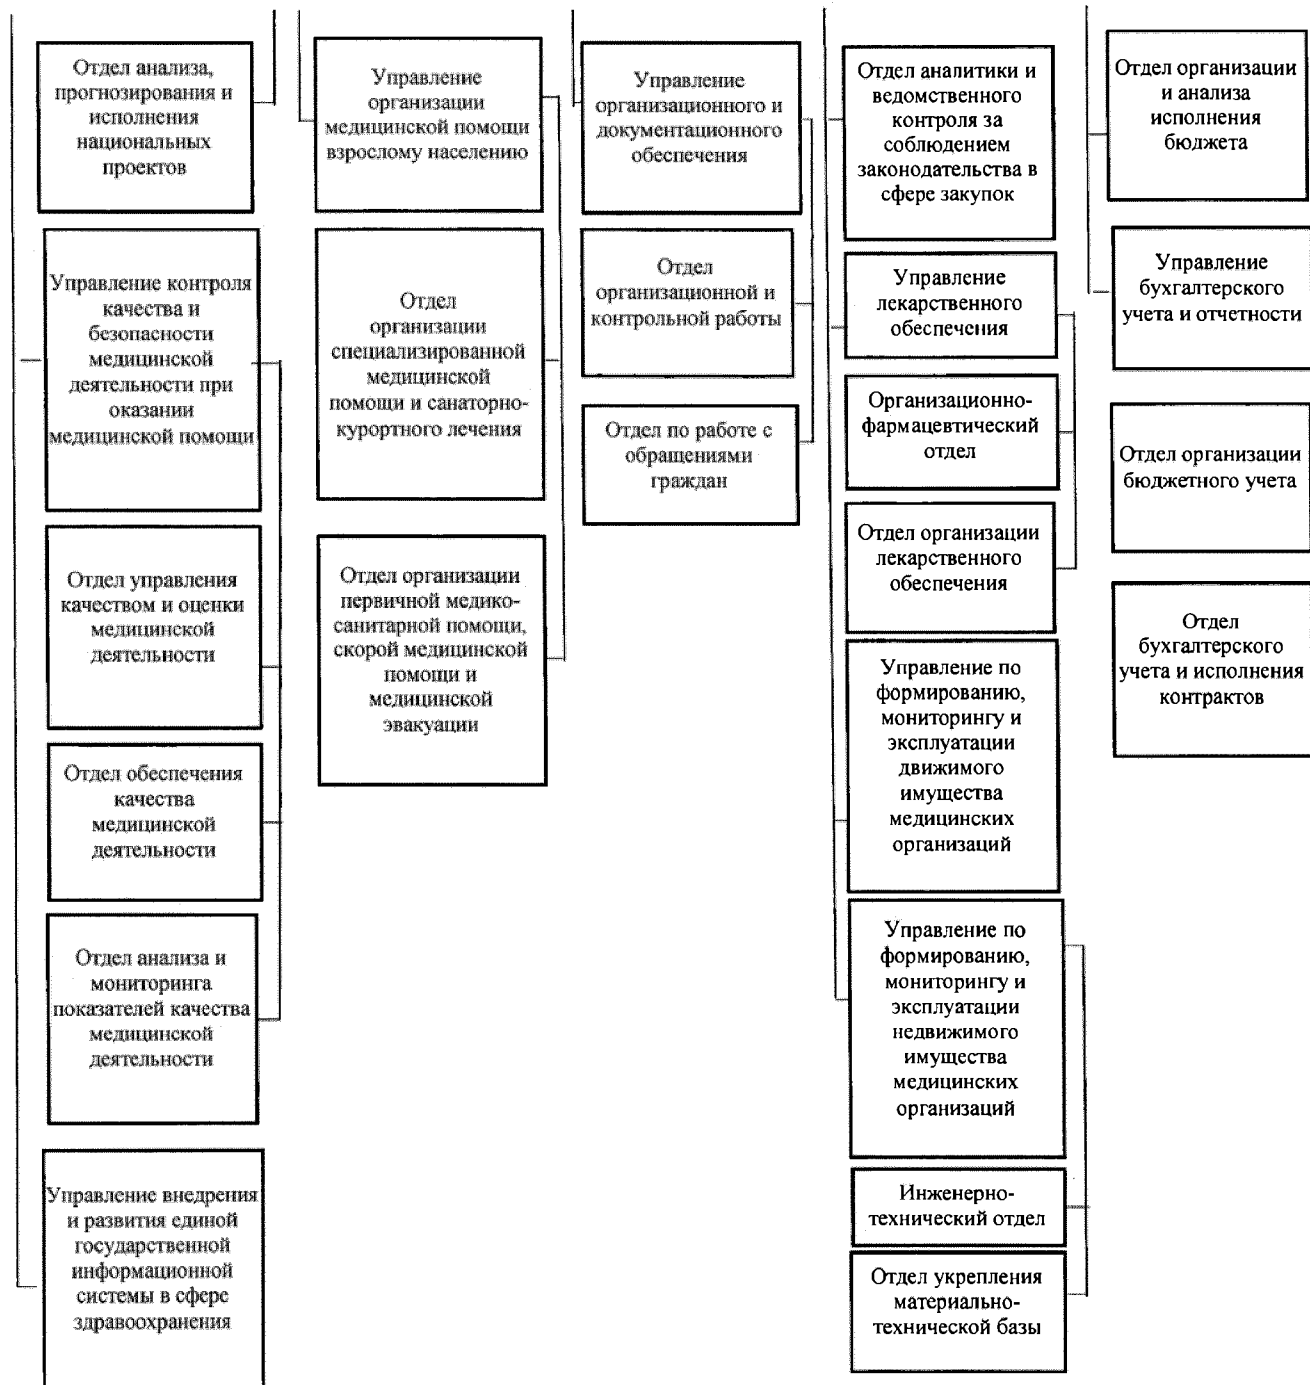 Отдел анализа,
прогнозирования и
исполнения
национальных
проектов
Управление контроля
качества и
безопасности
медицинской
деятельности при
оказании
медицинской помощи
Отдел управления
качеством и оценки
медицинской
деятельности
Отдел обеспечения
качества
медицинской
деятельности
Отдел анализа и
мониторинга
показателей качества
медицинской
деятельности
Управление внедрения
и развития единой
государственной
информационной
системы в сфере
здравоохранения
Управление
организации
медицинской помощи
взрослому населению
Отдел
организации
специализированной
медицинской
помощи и санаторно-
курортного лечения
Отдел организации
первичной медико-
санитарной помощи,
скорой медицинской
помощи и
медицинской
эвакуации
Управление
организационного и
документационного
обеспечения
Отдел
организационной и
контрольной работы
Отдел по работе с
обращениями
граждан
Отдел аналитики и
ведомственного
контроля за
соблюдением
законодательства в
сфере закупок
Управление
лекарственного
обеспечения
Организационно-
фармацевтический
отдел
Отдел организации
лекарственного
обеспечения
Управление по
формированию,
мониторингу и
эксплуатации
движимого
имущества
медицинских
организаций
Управление по
формированию,
мониторингу и
эксплуатации
недвижимого
имущества
медицинских
организаций
Инженерно-
технический отдел
Отдел укрепления
материально-
технической базы
Отдел организации
и анализа
исполнения
бюджета
Управление
бухгалтерского
учета и отчетности
Отдел организации
бюджетного учета
Отдел
бухгалтерского
учета и исполнения
контрактов